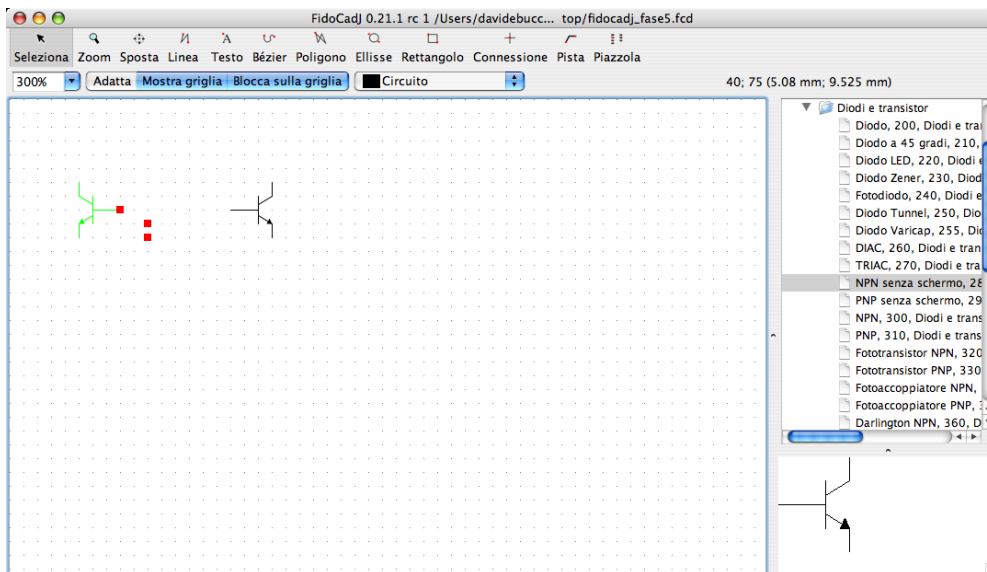 FidoCadJ 0.21.1 rc 1 /Users/davidebucc... top/fidocadj_fase5.fcd
Seleziona Zoom Sposta Linea Testo Bézier Poligono Ellisse Rettangolo Connessione Pista Piazzola
300% Adatta Mostra griglia Blocca sulla griglia Circuito 40; 75 (5.08 mm; 9.525 mm)
Diodi e transistor
Diodo, 200, Diodi e tra
Diodo a 45 gradi, 210,
Diodo LED, 220, Diodi e
Diodo Zener, 230, Diod
Fotodiodo, 240, Diodi e
Diodo Tunnel, 250, Dio
Diodo Varicap, 255, Dio
DIAC, 260, Diodi e tran
TRIAC, 270, Diodi e tra
NPN senza schermo, 28
PNP senza schermo, 29
NPN, 300, Diodi e trans
PNP, 310, Diodi e trans
Fototransistor NPN, 320
Fototransistor PNP, 330
Fotoaccoppiatore NPN,
Fotoaccoppiatore PNP, 3
Darlington NPN, 360, D